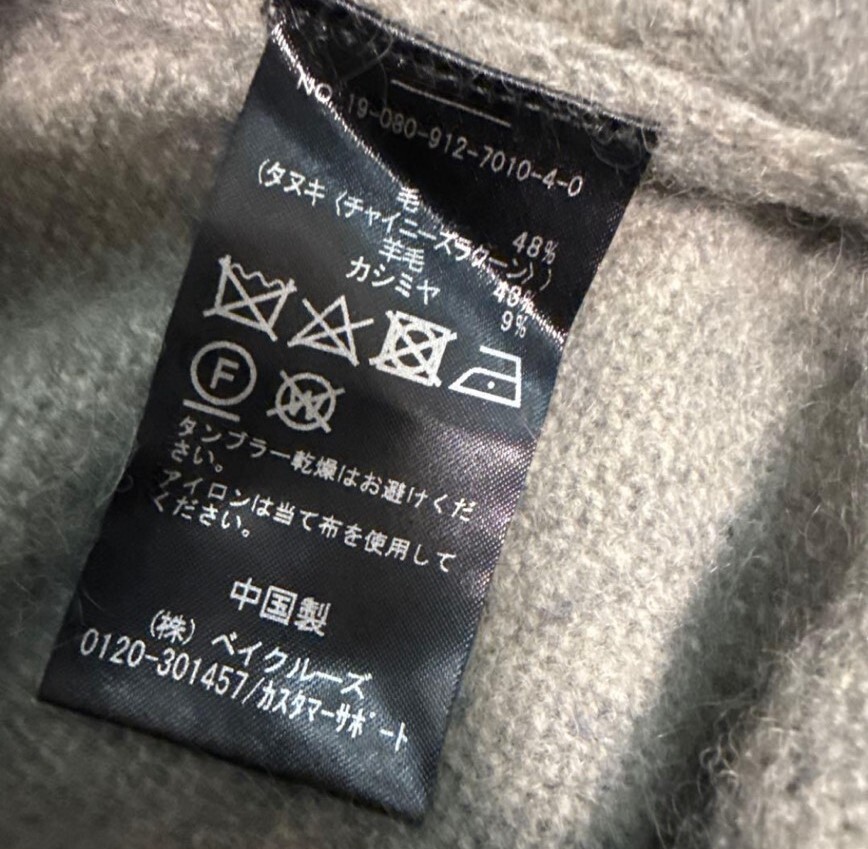 NO.19-080-912-7010-4-0
毛 48%
(タヌキ〈チャイニーズラクーン〉)
羊毛
カシミヤ 9%
F W
タンブラー乾燥はお避けくだ
さい。
アイロンは当て布を使用して
ください。
中国製
(株) ベイクルーズ
0120-301457/カスタマーサポート